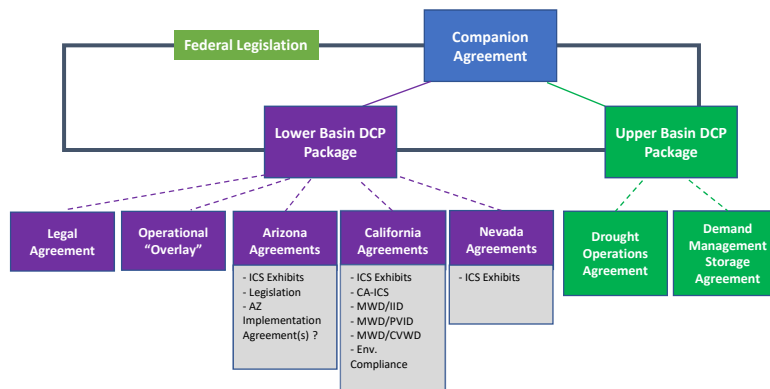 Federal Legislation
Companion
Agreement
Lower Basin DCP
Package
Upper Basin DCP
Package
Legal
Agreement
Operational
“Overlay”
Arizona
Agreements
- ICS Exhibits
- Legislation
- AZ
Implementation
Agreement(s) ?
California
Agreements
- ICS Exhibits
- CA-ICS
- MWD/IID
- MWD/PVID
- MWD/CVWD
- Env.
Compliance
Nevada
Agreements
- ICS Exhibits
Drought
Operations
Agreement
Demand
Management
Storage
Agreement